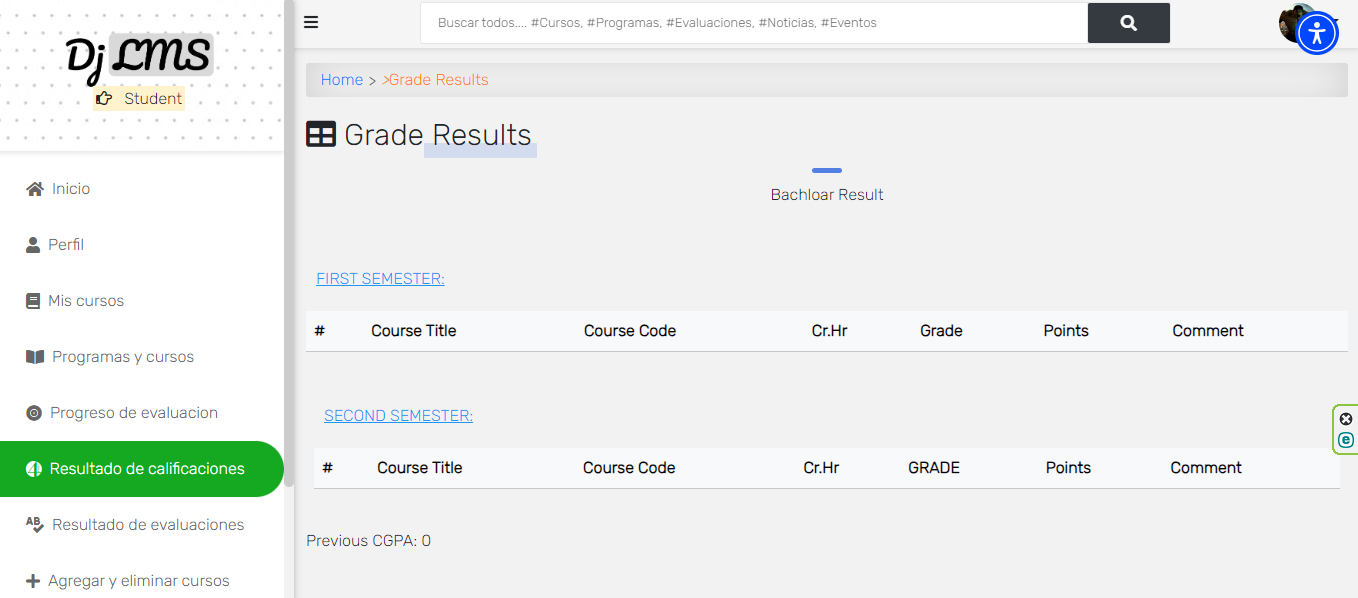 Dj LMS
Student
Inicio
Perfil
Mis cursos
Programas y cursos
Progreso de evaluacion
Resultado de calificaciones
Resultado de evaluaciones
Agregar y eliminar cursos
Buscar todos.... #Cursos, #Programas, #Evaluaciones, #Noticias, #Eventos
Home > >Grade Results
Grade Results
Bachloar Result
FIRST SEMESTER:
# Course Title Course Code Cr.Hr Grade Points Comment
SECOND SEMESTER:
# Course Title Course Code Cr.Hr GRADE Points Comment
Previous CGPA: 0